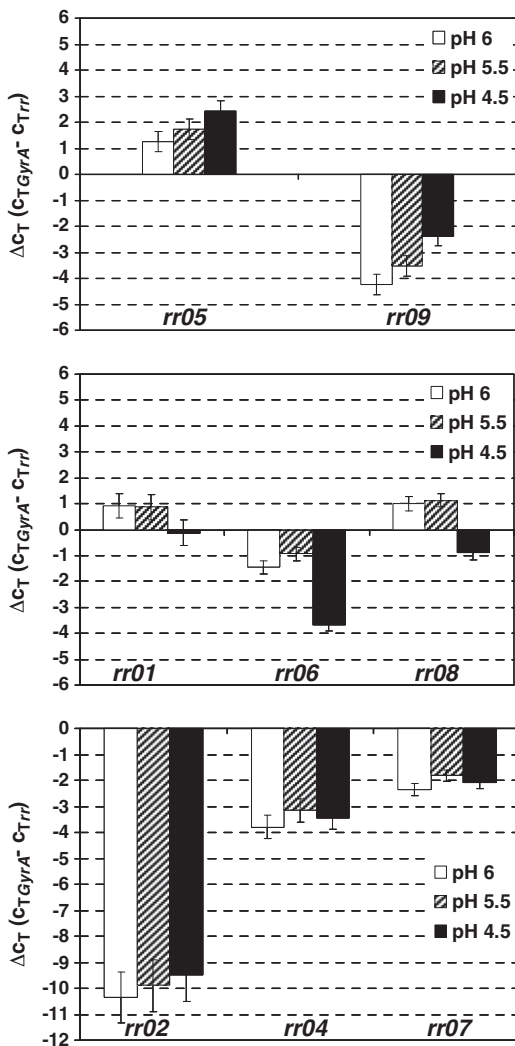 6
5
4
3
2
1
0
-1
-2
-3
-4
-5
-6
ΔcT (cTGyrA- cTrr)
pH 6
pH 5.5
pH 4.5
rr05 rr09
6
5
4
3
2
1
0
-1
-2
-3
-4
-5
-6
ΔcT (cTGyrA- cTrr)
pH 6
pH 5.5
pH 4.5
rr01 rr06 rr08
0
-1
-2
-3
-4
-5
-6
-7
-8
-9
-10
-11
-12
ΔcT (cTGyrA- cTrr)
pH 6
pH 5.5
pH 4.5
rr02 rr04 rr07